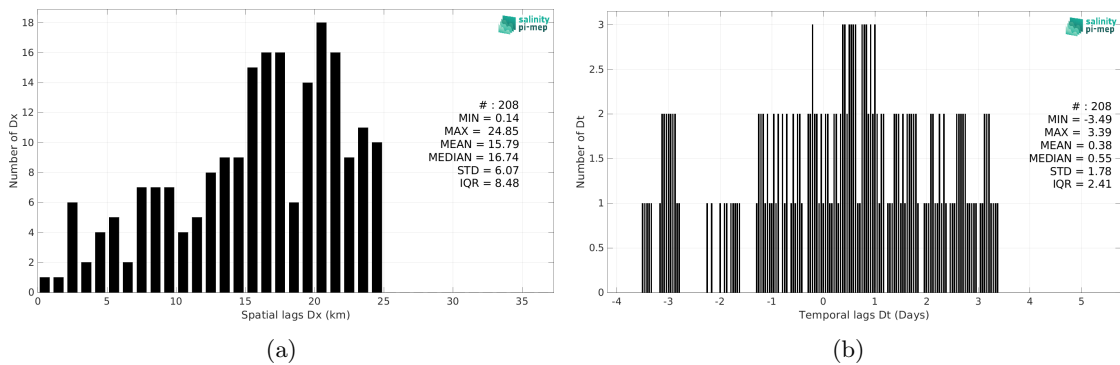 salinity
pi-mep
18
16
14
12
10
8
6
4
2
0
Number of Dx
# : 208
MIN = 0.14
MAX = 24.85
MEAN = 15.79
MEDIAN = 16.74
STD = 6.07
IQR = 8.48
0 5 10 15 20 25 30 35
Spatial lags Dx (km)
(a)
salinity
pi-mep
3
2.5
2
1.5
1
0.5
0
Number of Dt
# : 208
MIN = -3.49
MAX = 3.39
MEAN = 0.38
MEDIAN = 0.55
STD = 1.78
IQR = 2.41
-4 -3 -2 -1 0 1 2 3 4 5
Temporal lags Dt (Days)
(b)